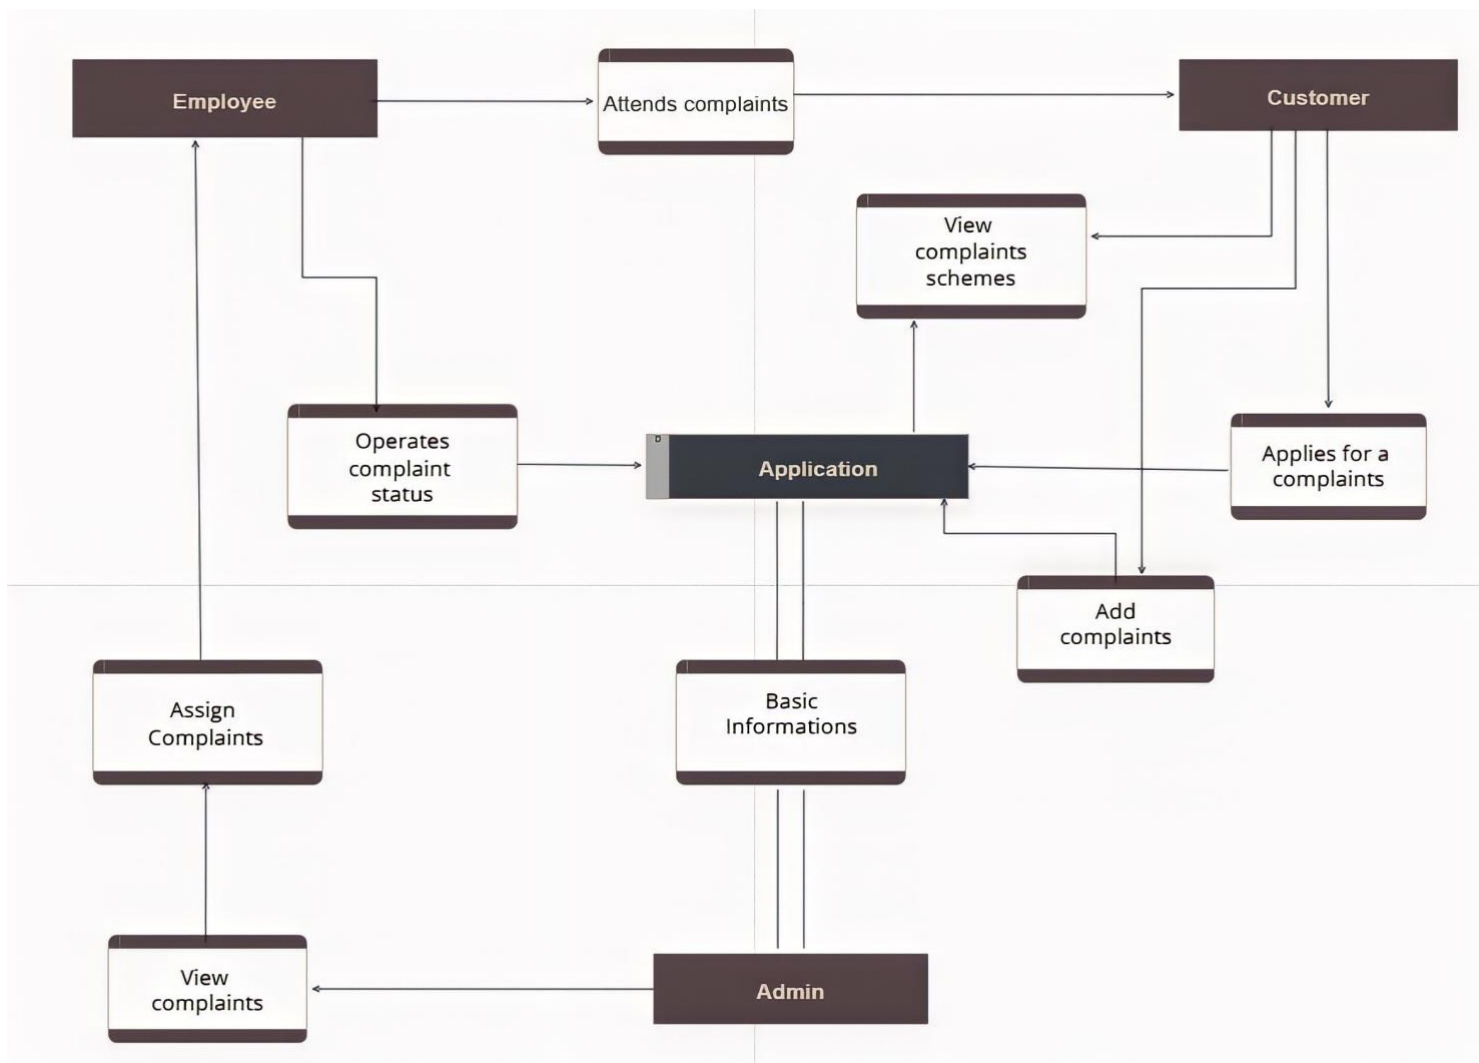 Employee
Attends complaints
Customer
View
complaints
schemes
Operates
complaint
status
Application
Applies for a
complaints
Add
complaints
Assign
Complaints
Basic
Informations
View
complaints
Admin